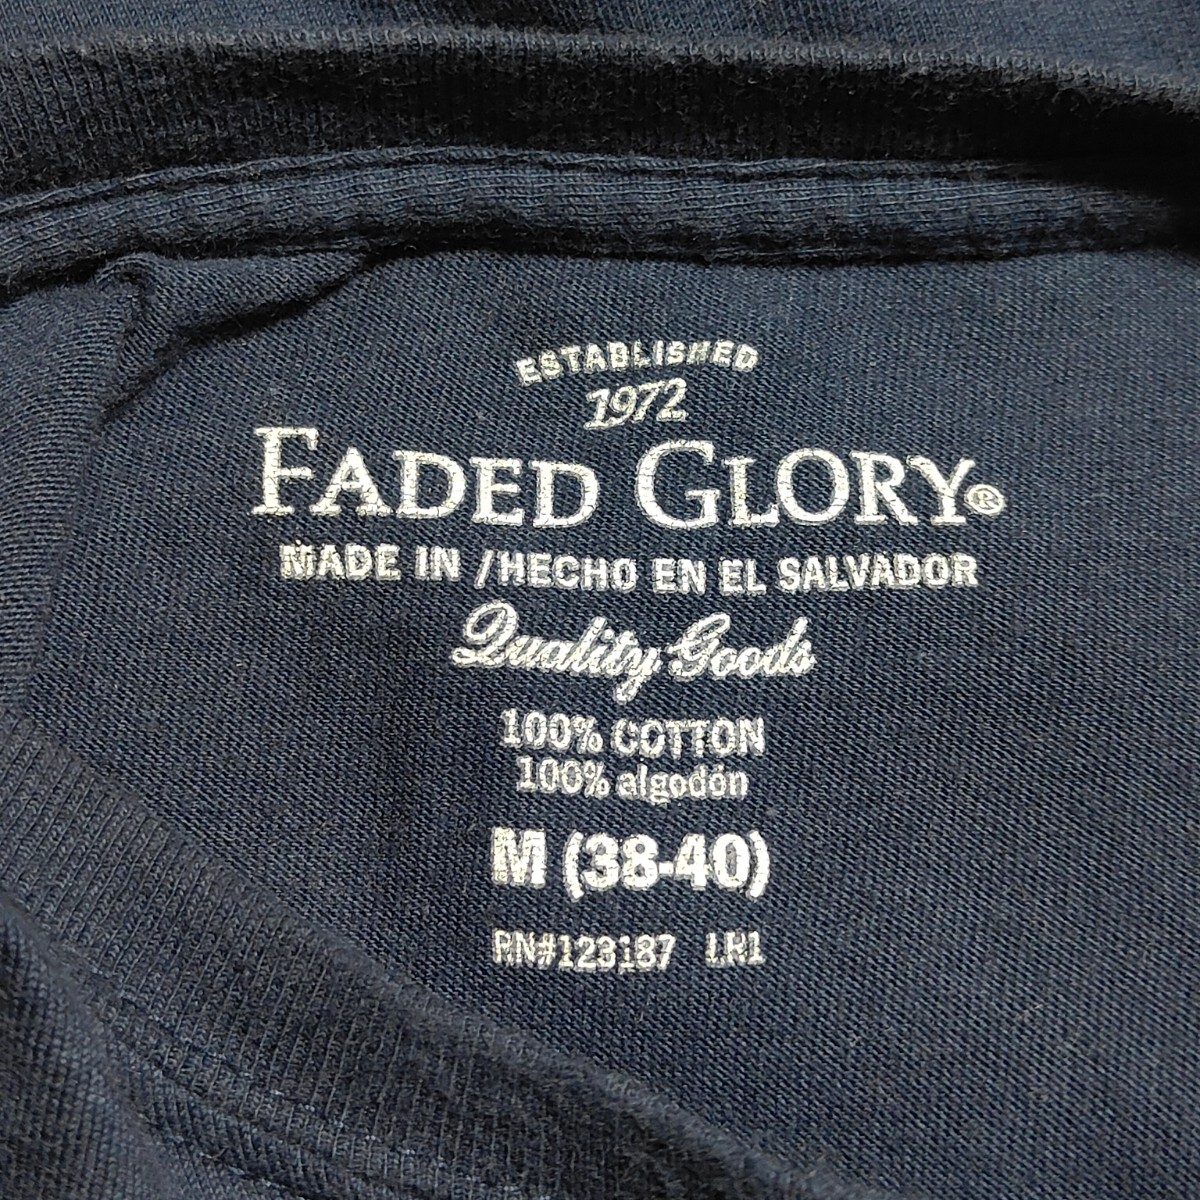 ESTABLISHED
1972
FADED GLORY®
MADE IN /HECHO EN EL SALVADOR
Quality Goods
100% COTTON
100% algodón
M (38-40)
RN#123187 LR1